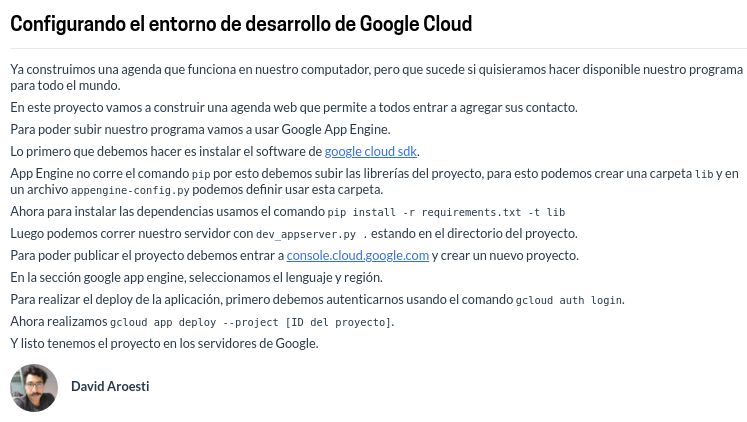 Configurando el entorno de desarrollo de Google Cloud
Ya construimos una agenda que funciona en nuestro computador, pero que sucede si quisieramos hacer disponible nuestro programa
para todo el mundo.
En este proyecto vamos a construir una agenda web que permite a todos entrar a agregar sus contacto.
Para poder subir nuestro programa vamos a usar Google App Engine.
Lo primero que debemos hacer es instalar el software de google cloud sdk.
App Engine no corre el comando pip por esto debemos subir las librerías del proyecto, para esto podemos crear una carpeta lib y en
un archivo appengine-config.py podemos definir usar esta carpeta.
Ahora para instalar las dependencias usamos el comando pip install -r requirements.txt -t lib
Luego podemos correr nuestro servidor con dev_appserver.py . estando en el directorio del proyecto.
Para poder publicar el proyecto debemos entrar a console.cloud.google.com y crear un nuevo proyecto.
En la sección google app engine, seleccionamos el lenguaje y región.
Para realizar el deploy de la aplicación, primero debemos autenticarnos usando el comando gcloud auth login.
Ahora realizamos gcloud app deploy --project [ID del proyecto].
Y listo tenemos el proyecto en los servidores de Google.
David Aroesti